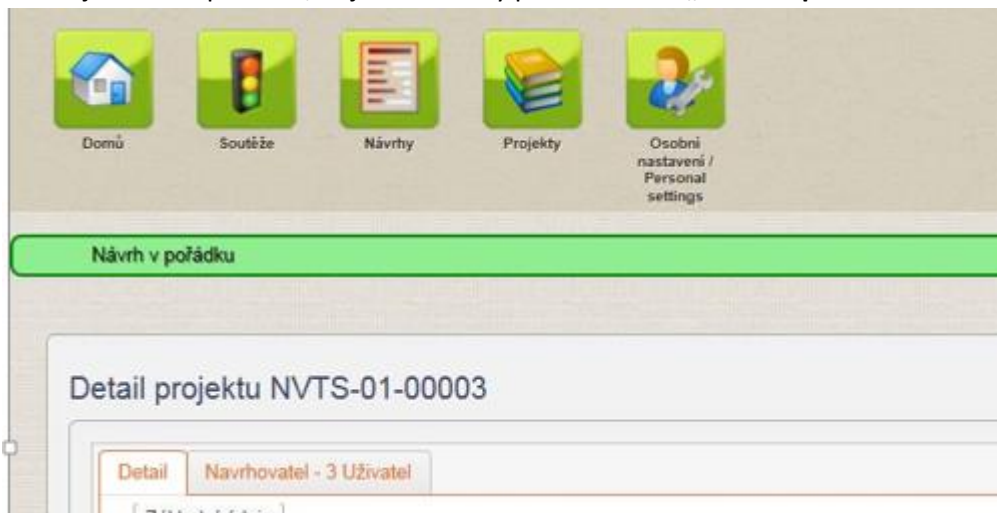 Domů
Soutěže
Návrhy
Projekty
Osobní
nastavení /
Personal
settings
Návrh v pořádku
Detail projektu NVTS-01-00003
Detail
Navrhovatel - 3 Uživatel